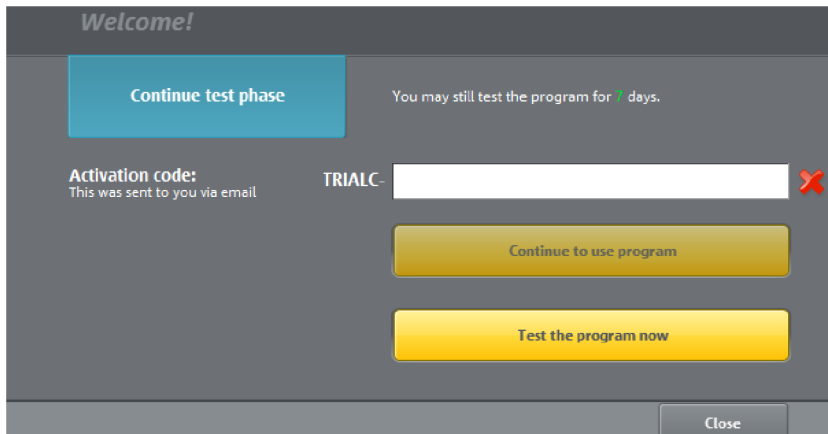 Welcome!
Continue test phase
You may still test the program for 7 days.
Activation code:
This was sent to you via email
TRIALC-
Continue to use program
Test the program now
Close